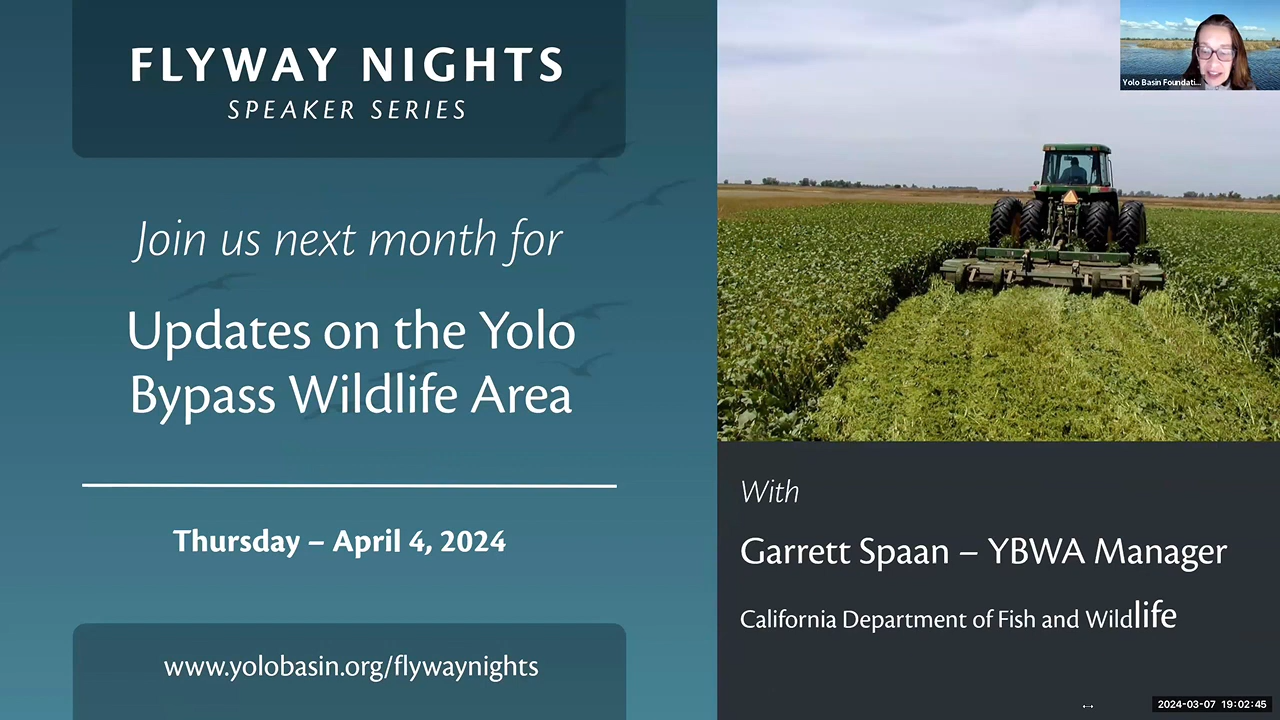 FLYWAY NIGHTS
SPEAKER SERIES
Join us next month for
Updates on the Yolo
Bypass Wildlife Area
Thursday – April 4, 2024
www.yolobasin.org/flywaynights
Yolo Basin Foundati...
With
Garrett Spaan – YBWA Manager
California Department of Fish and Wildlife
2024-03-07 19:02:45